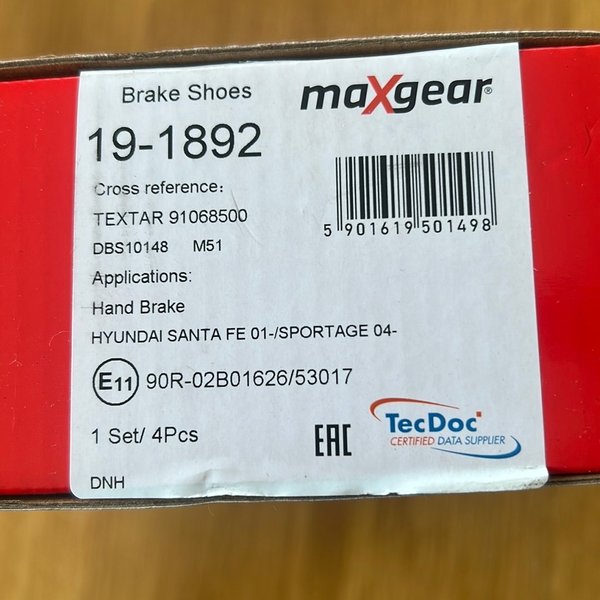 Brake Shoes
maxgear®
19-1892
Cross reference:
TEXTAR 91068500
DBS10148 M51
5 901619 501498
Applications:
Hand Brake
HYUNDAI SANTA FE 01-/SPORTAGE 04-
E11 90R-02B01626/53017
1 Set/ 4Pcs
EAC
TecDoc
CERTIFIED DATA SUPPLIER
DNH